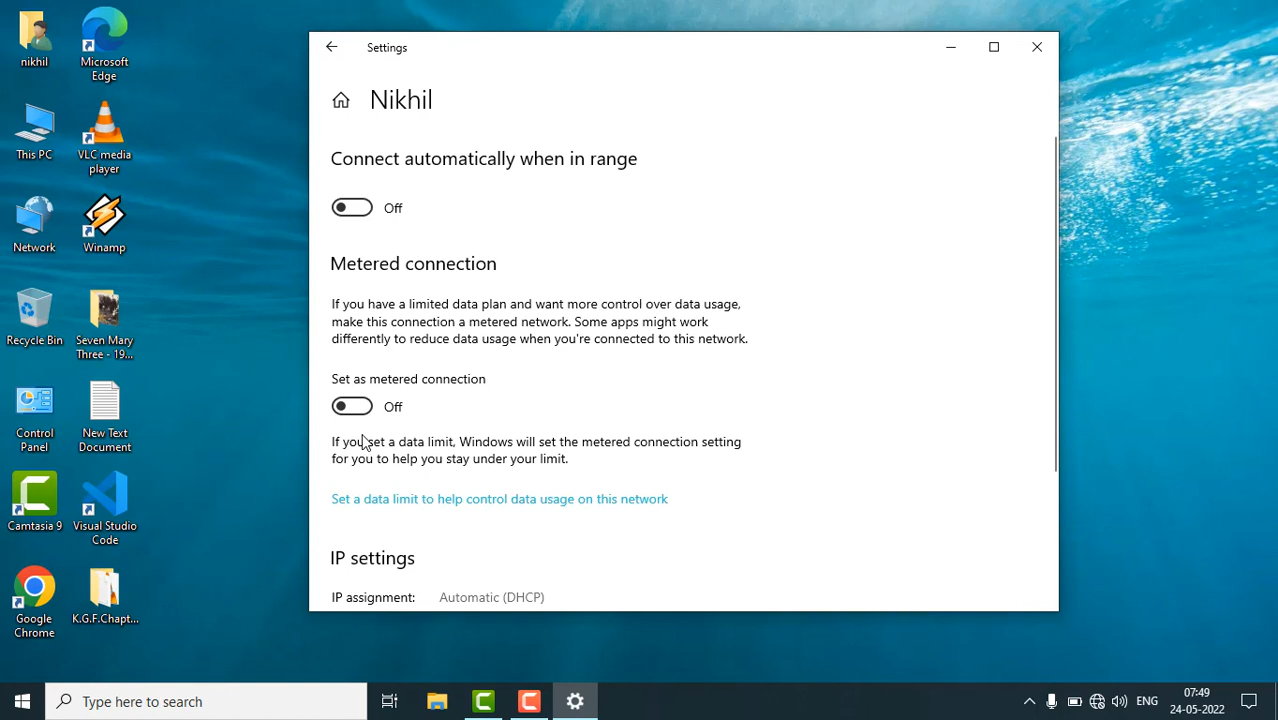 nikhil
Microsoft
Edge
This PC
VLC media
player
Network
Winamp
Recycle Bin
Seven Mary
Three - 19...
Control
Panel
New Text
Document
Camtasia 9
Visual Studio
Code
Google
Chrome
K.G.F.Chapt...
Settings
Nikhil
Connect automatically when in range
Off
Metered connection
If you have a limited data plan and want more control over data usage,
make this connection a metered network. Some apps might work
differently to reduce data usage when you're connected to this network.
Set as metered connection
Off
If you set a data limit, Windows will set the metered connection setting
for you to help you stay under your limit.
Set a data limit to help control data usage on this network
IP settings
IP assignment: Automatic (DHCP)
Type here to search
ENG
07:49
24-05-2022